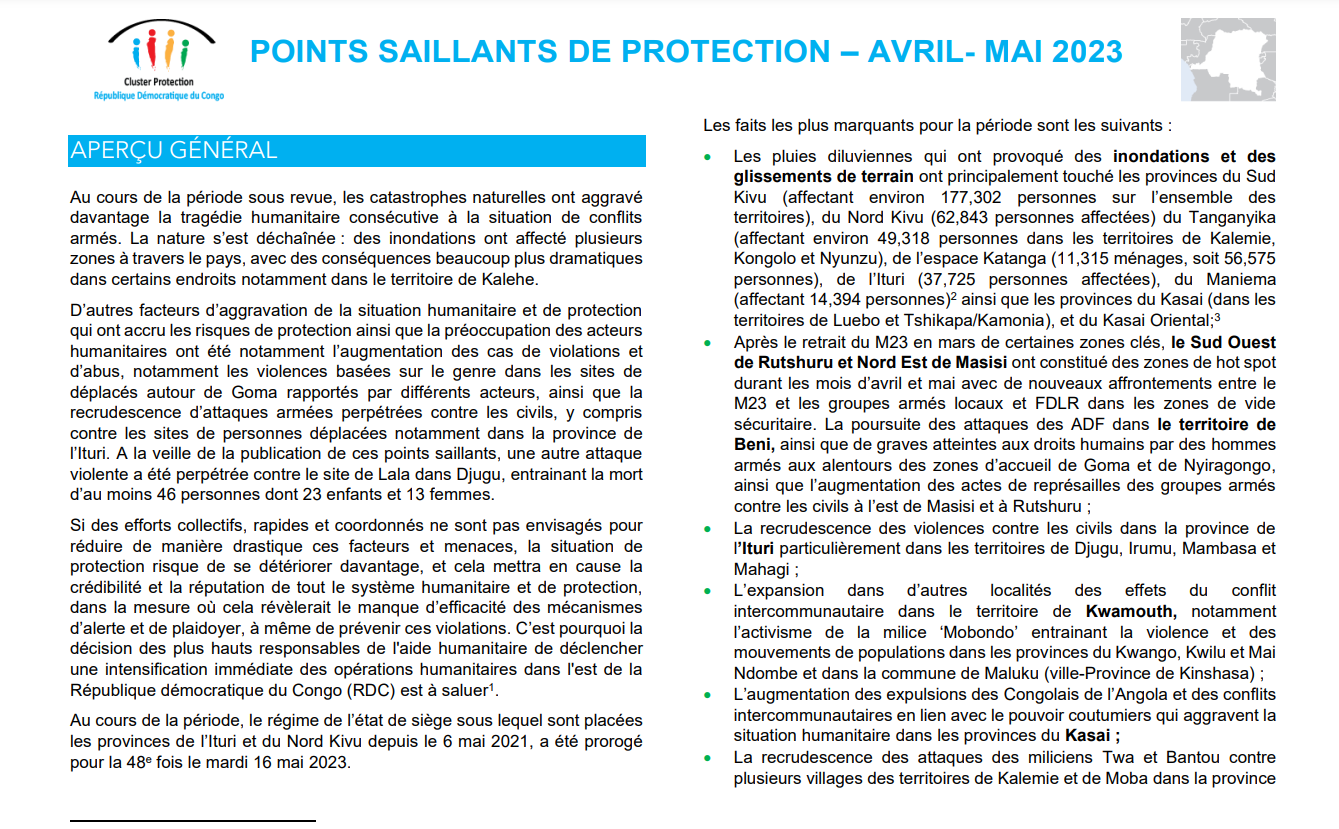 Cluster Protection
République Démocratique du Congo
POINTS SAILLANTS DE PROTECTION – AVRIL- MAI 2023
APERÇU GÉNÉRAL
Au cours de la période sous revue, les catastrophes naturelles ont aggravé
davantage la tragédie humanitaire consécutive à la situation de conflits
armés. La nature s’est déchaînée : des inondations ont affecté plusieurs
zones à travers le pays, avec des conséquences beaucoup plus dramatiques
dans certains endroits notamment dans le territoire de Kalehe.
D’autres facteurs d’aggravation de la situation humanitaire et de protection
qui ont accru les risques de protection ainsi que la préoccupation des acteurs
humanitaires ont été notamment l’augmentation des cas de violations et
d’abus, notamment les violences basées sur le genre dans les sites de
déplacés autour de Goma rapportés par différents acteurs, ainsi que la
recrudescence d’attaques armées perpétrées contre les civils, y compris
contre les sites de personnes déplacées notamment dans la province de
l’Ituri. A la veille de la publication de ces points saillants, une autre attaque
violente a été perpétrée contre le site de Lala dans Djugu, entrainant la mort
d’au moins 46 personnes dont 23 enfants et 13 femmes.
Si des efforts collectifs, rapides et coordonnés ne sont pas envisagés pour
réduire de manière drastique ces facteurs et menaces, la situation de
protection risque de se détériorer davantage, et cela mettra en cause la
crédibilité et la réputation de tout le système humanitaire et de protection,
dans la mesure où cela révèlerait le manque d’efficacité des mécanismes
d’alerte et de plaidoyer, à même de prévenir ces violations. C’est pourquoi la
décision des plus hauts responsables de l'aide humanitaire de déclencher
une intensification immédiate des opérations humanitaires dans l'est de la
République démocratique du Congo (RDC) est à saluer¹.
Au cours de la période, le régime de l’état de siège sous lequel sont placées
les provinces de l’Ituri et du Nord Kivu depuis le 6 mai 2021, a été prorogé
pour la 48ᵉ fois le mardi 16 mai 2023.
Les faits les plus marquants pour la période sont les suivants :
• Les pluies diluviennes qui ont provoqué des inondations et des
glissements de terrain ont principalement touché les provinces du Sud
Kivu (affectant environ 177,302 personnes sur l’ensemble des
territoires), du Nord Kivu (62,843 personnes affectées) du Tanganyika
(affectant environ 49,318 personnes dans les territoires de Kalemie,
Kongolo et Nyunzu), de l’espace Katanga (11,315 ménages, soit 56,575
personnes), de l’Ituri (37,725 personnes affectées), du Maniema
(affectant 14,394 personnes)² ainsi que les provinces du Kasai (dans les
territoires de Luebo et Tshikapa/Kamonia), et du Kasai Oriental;³
• Après le retrait du M23 en mars de certaines zones clés, le Sud Ouest
de Rutshuru et Nord Est de Masisi ont constitué des zones de hot spot
durant les mois d’avril et mai avec de nouveaux affrontements entre le
M23 et les groupes armés locaux et FDLR dans les zones de vide
sécuritaire. La poursuite des attaques des ADF dans le territoire de
Beni, ainsi que de graves atteintes aux droits humains par des hommes
armés aux alentours des zones d’accueil de Goma et de Nyiragongo,
ainsi que l’augmentation des actes de représailles des groupes armés
contre les civils à l’est de Masisi et à Rutshuru ;
• La recrudescence des violences contre les civils dans la province de
l’Ituri particulièrement dans les territoires de Djugu, Irumu, Mambasa et
Mahagi ;
• L’expansion dans d’autres localités des effets du conflit
intercommunautaire dans le territoire de Kwamouth, notamment
l’activisme de la milice ‘Mobondo’ entrainant la violence et des
mouvements de populations dans les provinces du Kwango, Kwilu et Mai
Ndombe et dans la commune de Maluku (ville-Province de Kinshasa) ;
• L’augmentation des expulsions des Congolais de l’Angola et des conflits
intercommunautaires en lien avec le pouvoir coutumiers qui aggravent la
situation humanitaire dans les provinces du Kasai ;
• La recrudescence des attaques des miliciens Twa et Bantou contre
plusieurs villages des territoires de Kalemie et de Moba dans la province